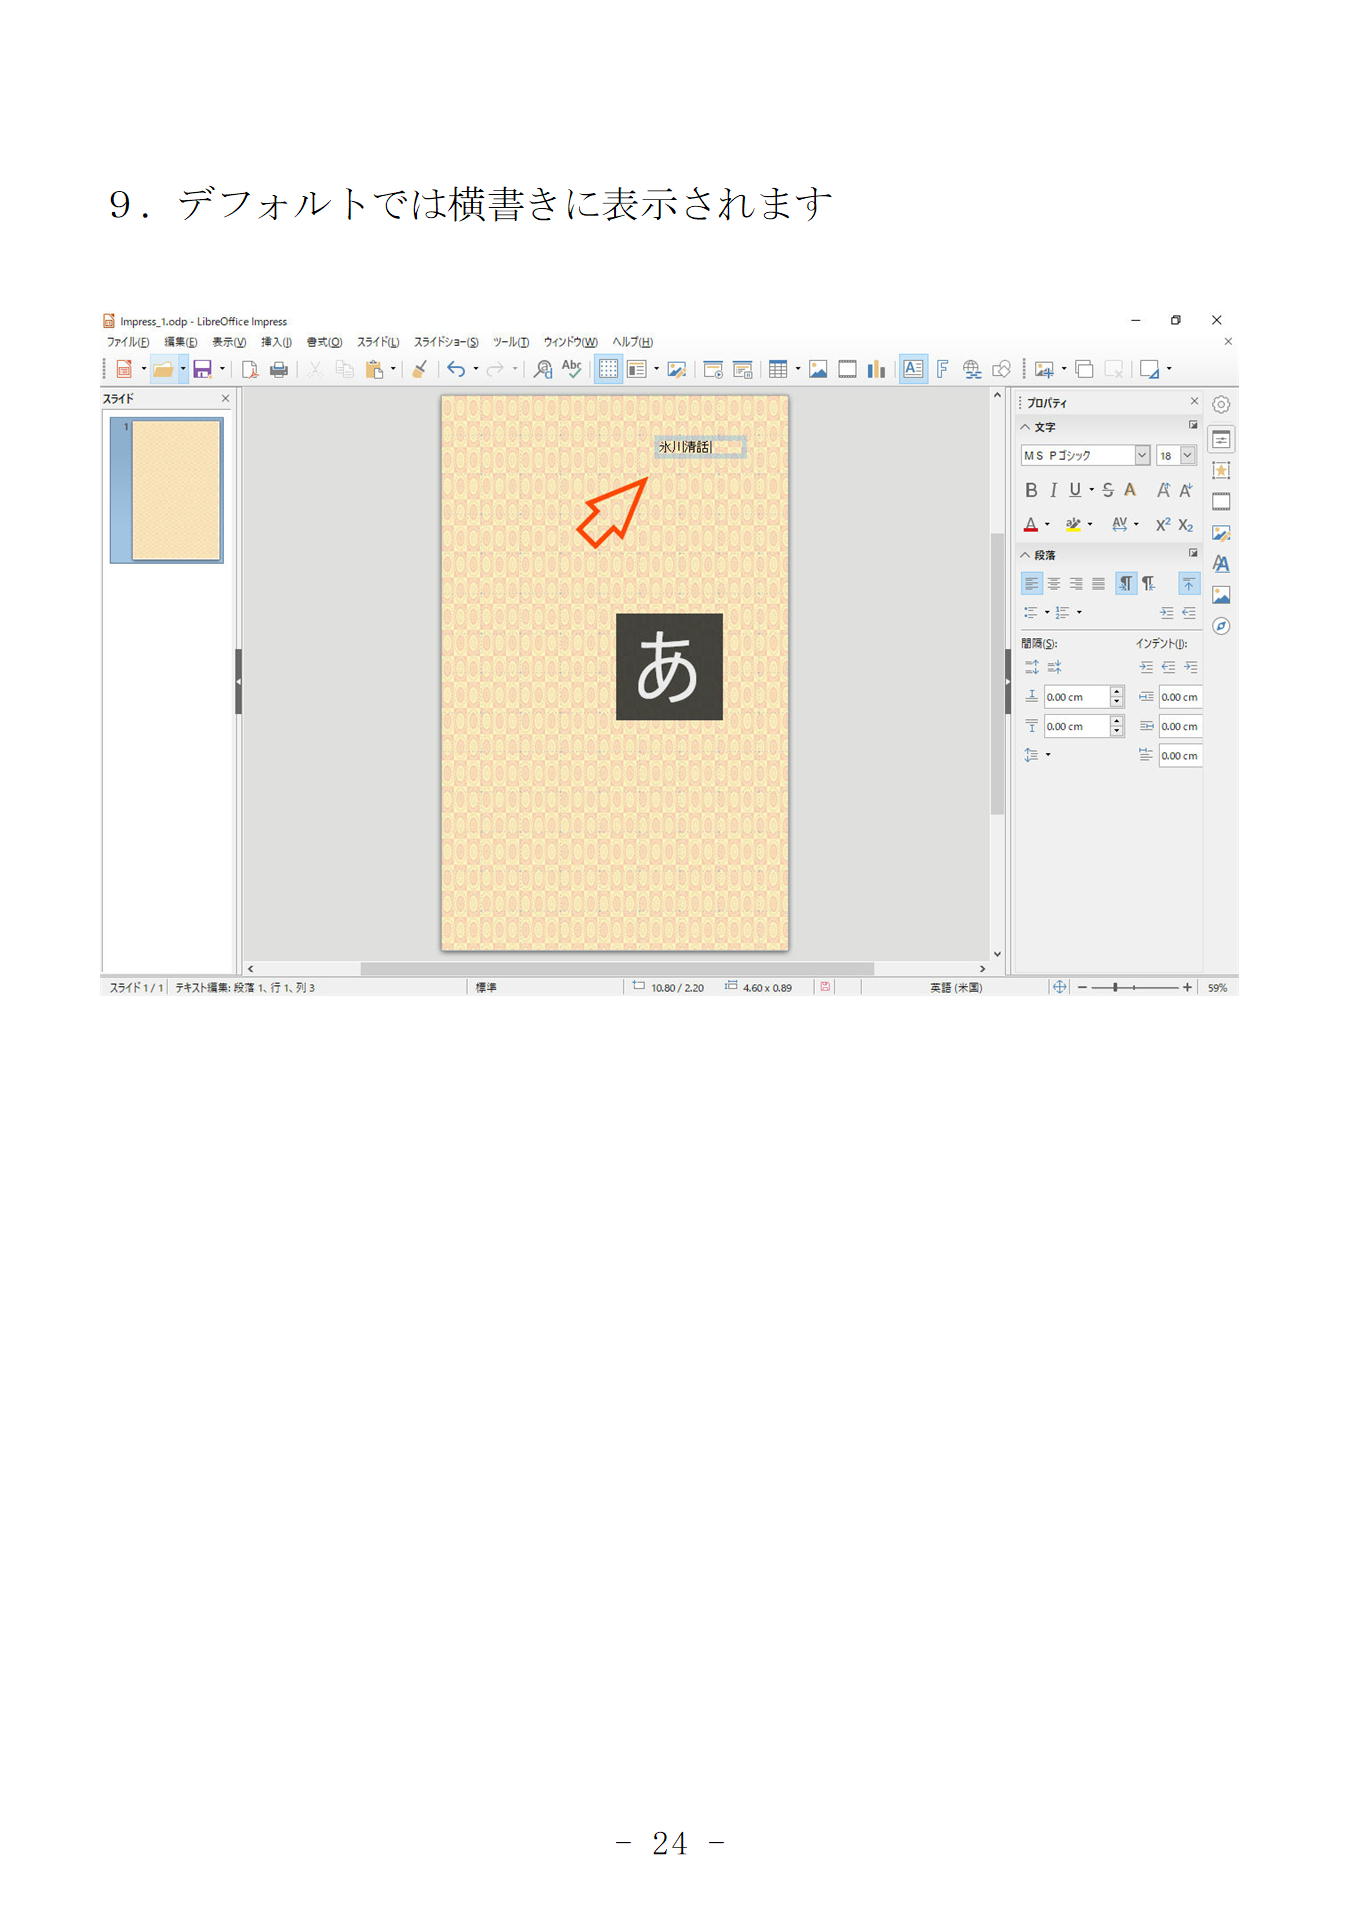 ９．デフォルトでは横書きに表示されます
Impress_1.odp - LibreOffice Impress
ファイル(F) 編集(E) 表示(V) 挿入(I) 書式(O) スライド(L) スライドショー(S) ツール(T) ウィンドウ(W) ヘルプ(H)
スライド
1
氷川清話
あ
プロパティ
文字
ＭＳ Ｐゴシック 18
段落
間隔(S): インデント(I):
0.00 cm 0.00 cm
0.00 cm 0.00 cm
0.00 cm
スライド 1 / 1 テキスト編集: 段落 1、行 1、列 3 標準 10.80 / 2.20 4.60 x 0.89 英語 (米国) 59%
- 24 -